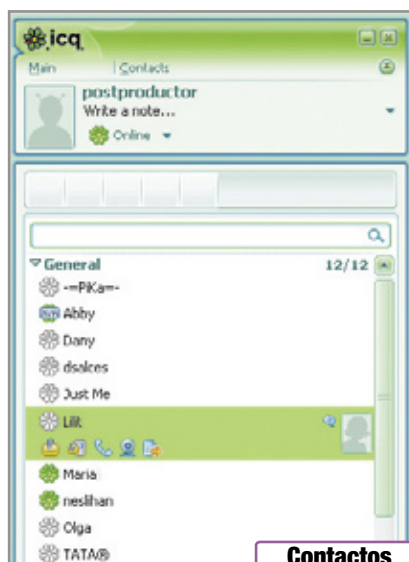 icq
Main Contacts
postproductor
Write a note...
Online
General 12/12
-=PiKa=-
Abby
Dany
dsalces
Just Me
Lilit
Maria
neslihan
Olga
TATA®
Contactos